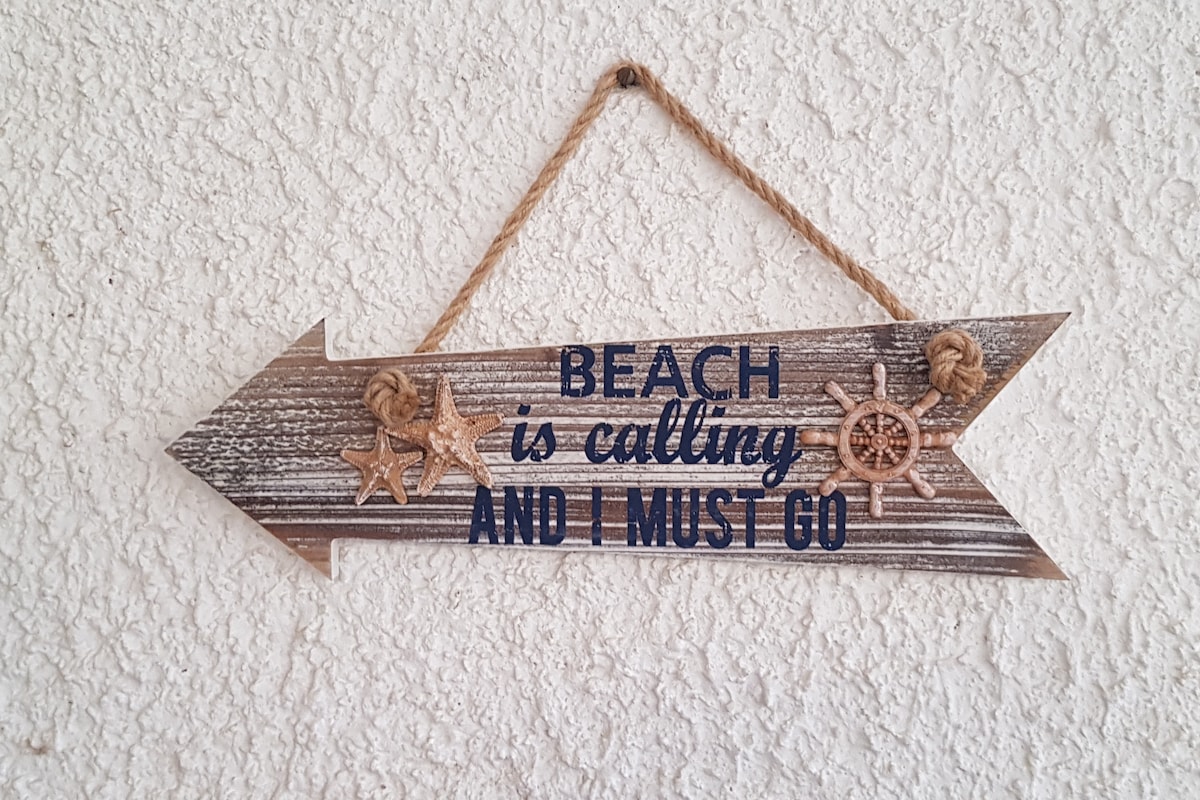 BEACH
is calling
AND I MUST GO